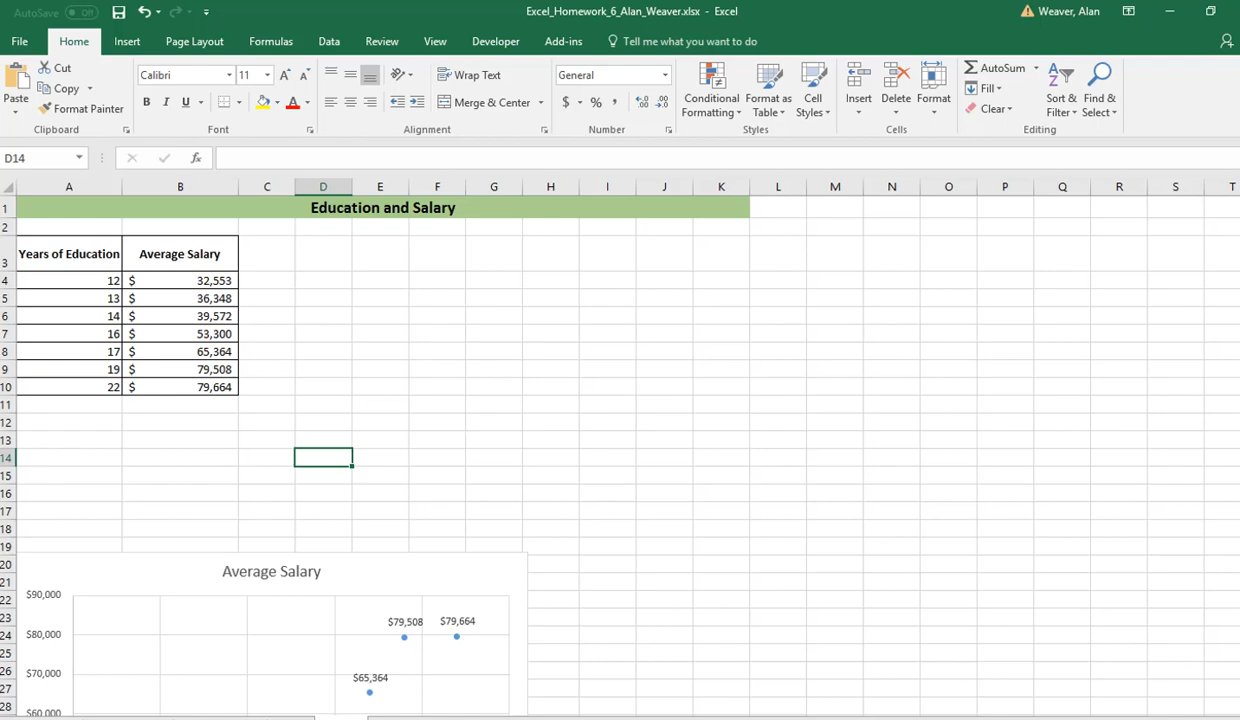 AutoSave Off Excel_Homework_6_Alan_Weaver.xlsx - Excel Weaver, Alan
File Home Insert Page Layout Formulas Data Review View Developer Add-ins Tell me what you want to do
Paste Cut Copy Format Painter
Calibri 11
B I U A
Wrap Text
Merge & Center
General
$ % ,
Conditional Formatting Format as Table Cell Styles
Insert Delete Format
AutoSum Fill Clear
Sort & Filter Find & Select
Clipboard Font Alignment Number Styles Cells Editing
D14 fx
A B C D E F G H I J K L M N O P Q R S T
1 Education and Salary
2
3 Years of Education Average Salary
4 12 $ 32,553
5 13 $ 36,348
6 14 $ 39,572
7 16 $ 53,300
8 17 $ 65,364
9 19 $ 79,508
10 22 $ 79,664
11
12
13
14
15
16
17
18
19
20
21
22
23
24
25
26
27
28
Average Salary
$90,000
$79,508 $79,664
$80,000
$70,000 $65,364
$60,000